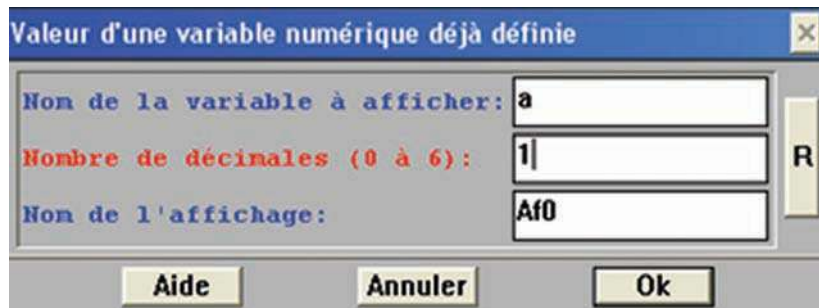 Valeur d'une variable numérique déjà définie
Nom de la variable à afficher: a
Nombre de décimales (0 à 6): 1
Nom de l'affichage: Af0
R
Aide Annuler Ok